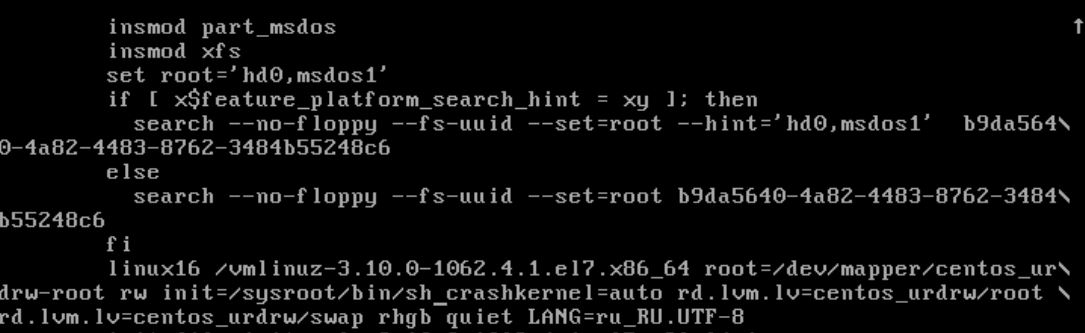 insmod part_msdos
↑
insmod xfs
set root='hd0,msdos1'
if [ x$feature_platform_search_hint = xy ]; then
search --no-floppy --fs-uuid --set=root --hint='hd0,msdos1'  b9da564\
0-4a82-4483-8762-3484b55248c6
else
search --no-floppy --fs-uuid --set=root b9da5640-4a82-4483-8762-3484\
b55248c6
fi
linux16 /vmlinuz-3.10.0-1062.4.1.el7.x86_64 root=/dev/mapper/centos_ur\
drw-root rw init=/sysroot/bin/sh_crashkernel=auto rd.lvm.lv=centos_urdrw/root \
rd.lvm.lv=centos_urdrw/swap rhgb quiet LANG=ru_RU.UTF-8